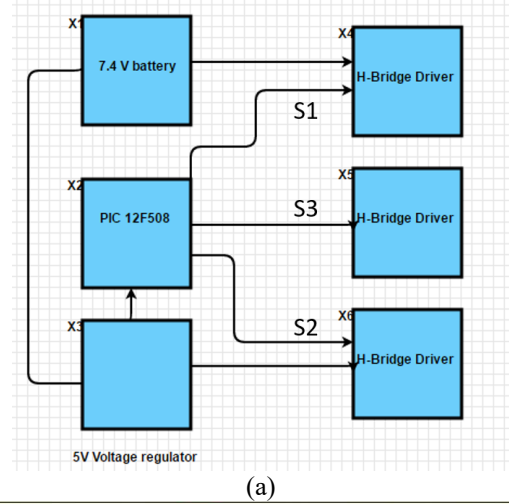 X1
7.4 V battery
X4
H-Bridge Driver
S1
X2
PIC 12F508
X5
H-Bridge Driver
S3
X3
X6
H-Bridge Driver
S2
5V Voltage regulator
(a)